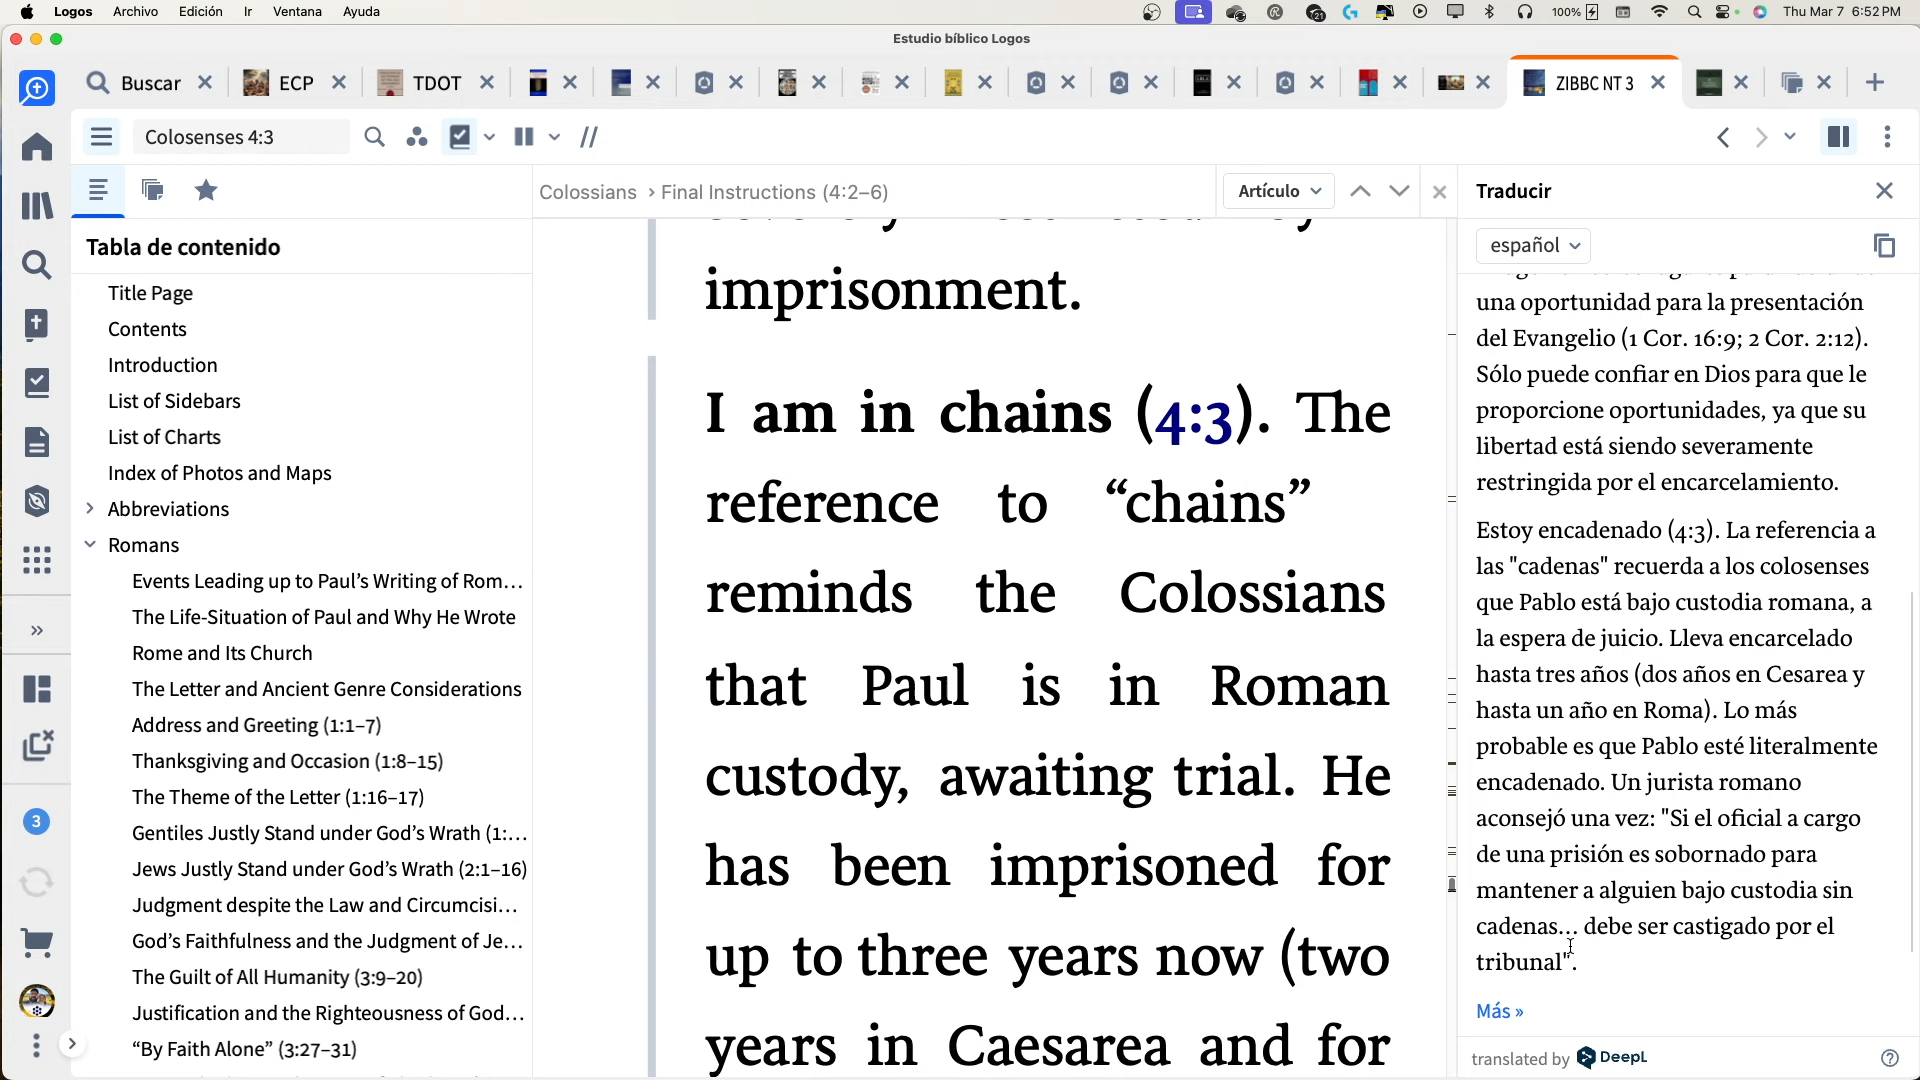 Logos Archivo Edición Ir Ventana Ayuda
21
100%
Thu Mar 7 6:52 PM
Estudio bíblico Logos
Buscar
ECP
TDOT
ZIBBC NT 3
Colosenses 4:3
Colossians › Final Instructions (4:2–6)
Artículo
Tabla de contenido
Title Page
Contents
Introduction
List of Sidebars
List of Charts
Index of Photos and Maps
Abbreviations
Romans
Events Leading up to Paul’s Writing of Rom…
The Life-Situation of Paul and Why He Wrote
Rome and Its Church
The Letter and Ancient Genre Considerations
Address and Greeting (1:1–7)
Thanksgiving and Occasion (1:8–15)
The Theme of the Letter (1:16–17)
Gentiles Justly Stand under God’s Wrath (1:…
Jews Justly Stand under God’s Wrath (2:1–16)
Judgment despite the Law and Circumcisi…
God’s Faithfulness and the Judgment of Je…
The Guilt of All Humanity (3:9–20)
Justification and the Righteousness of God…
“By Faith Alone” (3:27–31)
3
imprisonment.
I am in chains (4:3). The
reference to “chains”
reminds the Colossians
that Paul is in Roman
custody, awaiting trial. He
has been imprisoned for
up to three years now (two
years in Caesarea and for
Traducir
español
una oportunidad para la presentación
del Evangelio (1 Cor. 16:9; 2 Cor. 2:12).
Sólo puede confiar en Dios para que le
proporcione oportunidades, ya que su
libertad está siendo severamente
restringida por el encarcelamiento.
Estoy encadenado (4:3). La referencia a
las "cadenas" recuerda a los colosenses
que Pablo está bajo custodia romana, a
la espera de juicio. Lleva encarcelado
hasta tres años (dos años en Cesarea y
hasta un año en Roma). Lo más
probable es que Pablo esté literalmente
encadenado. Un jurista romano
aconsejó una vez: "Si el oficial a cargo
de una prisión es sobornado para
mantener a alguien bajo custodia sin
cadenas... debe ser castigado por el
tribunal".
Más »
translated by DeepL